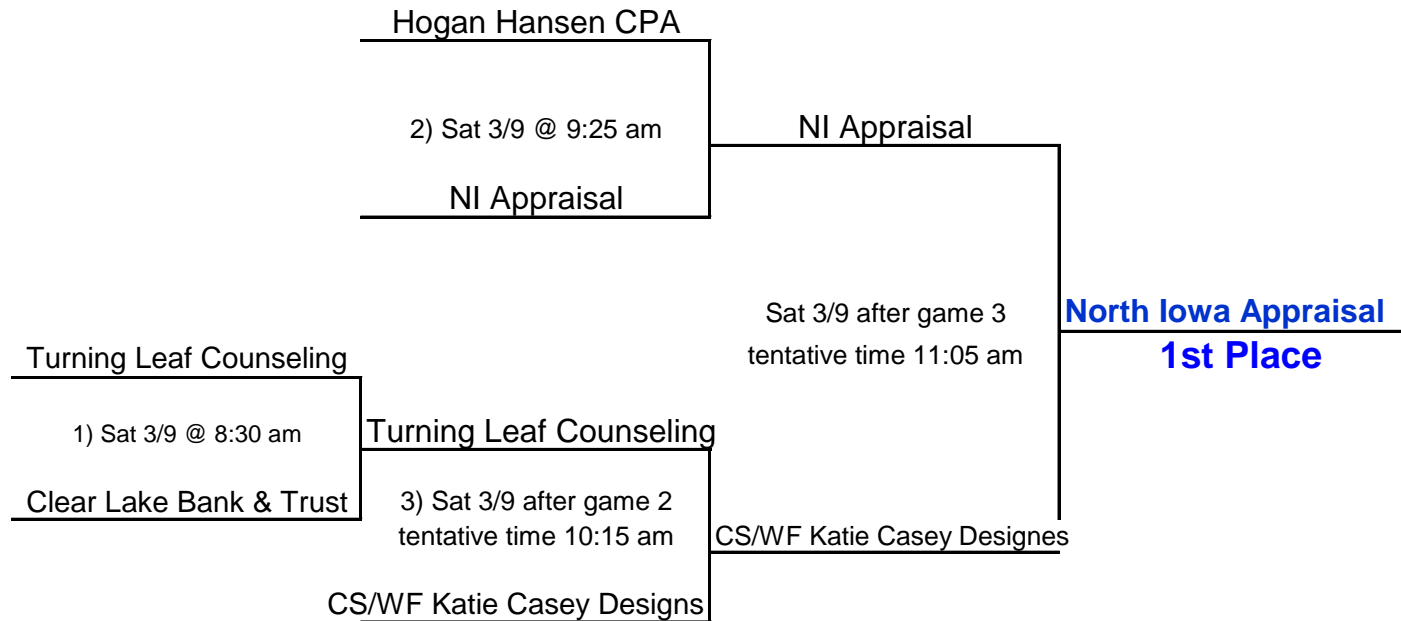 Hogan Hansen CPA
2) Sat 3/9 @ 9:25 am
NI Appraisal
NI Appraisal
Sat 3/9 after game 3
tentative time 11:05 am
North Iowa Appraisal
1st Place
Turning Leaf Counseling
1) Sat 3/9 @ 8:30 am
Turning Leaf Counseling
Clear Lake Bank & Trust
3) Sat 3/9 after game 2
tentative time 10:15 am
CS/WF Katie Casey Designes
CS/WF Katie Casey Designs